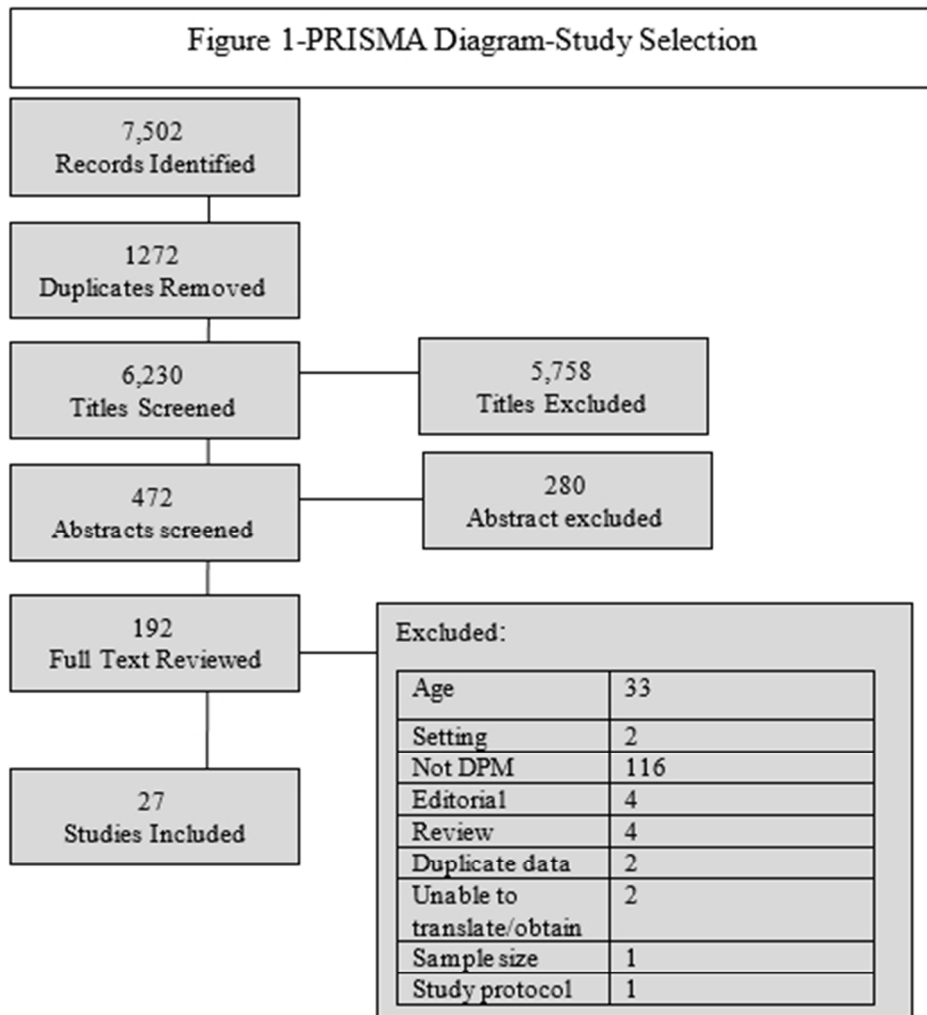 Figure 1-PRISMA Diagram-Study Selection
7,502
Records Identified
1272
Duplicates Removed
6,230
Titles Screened
5,758
Titles Excluded
472
Abstracts screened
280
Abstract excluded
192
Full Text Reviewed
Excluded:
Age 33
Setting 2
Not DPM 116
Editorial 4
Review 4
Duplicate data 2
Unable to 2
translate/obtain
Sample size 1
Study protocol 1
27
Studies Included